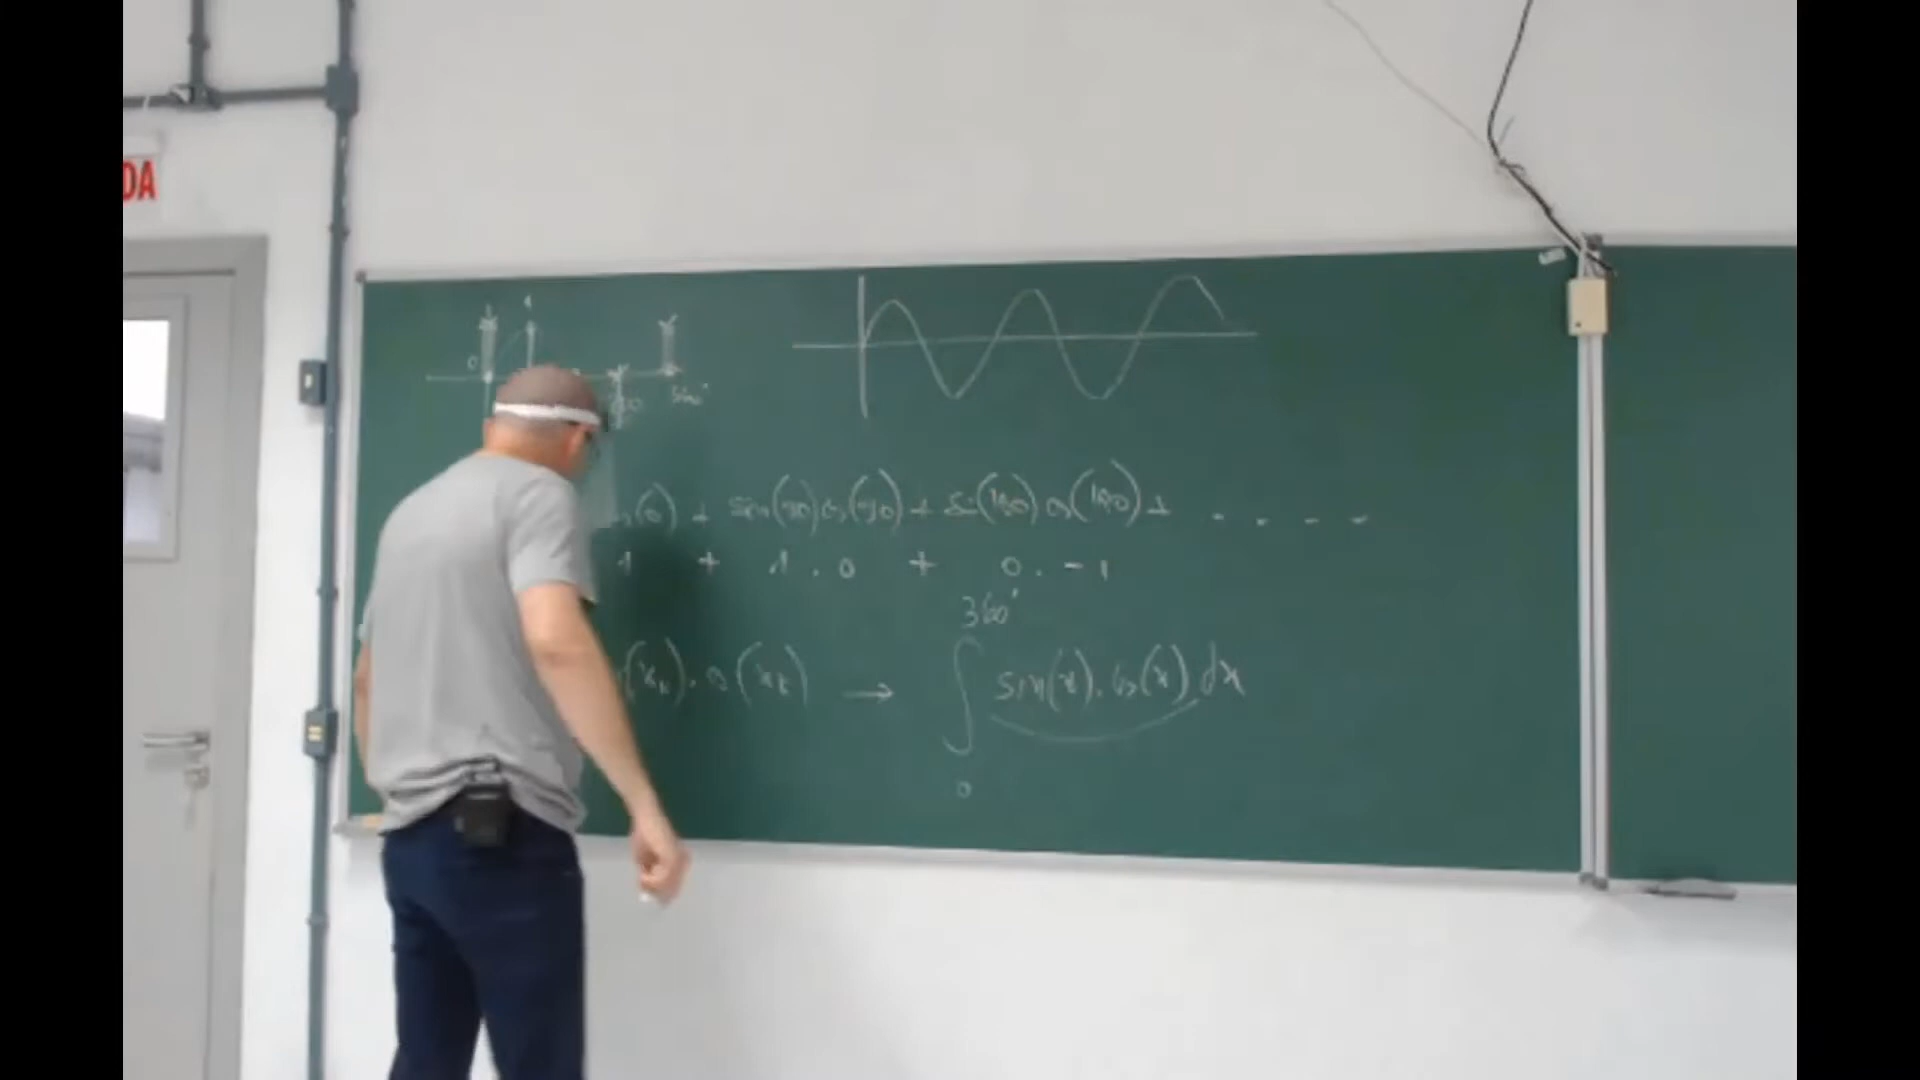 DA
0
360°
(0) + sin(90)cos(90) + sin(180)cos(180) + . . . .
1 + 1 . 0 + 0 . -1
360°
(xₖ) . cos(xₖ) → ∫ sin(x) . cos(x) dx
0